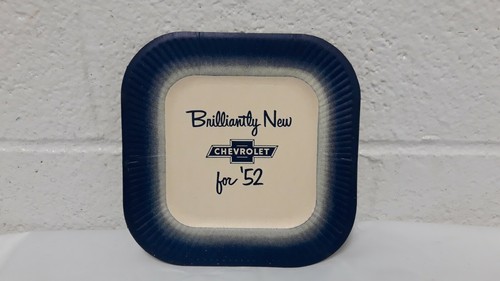 Brilliantly New
CHEVROLET
for '52